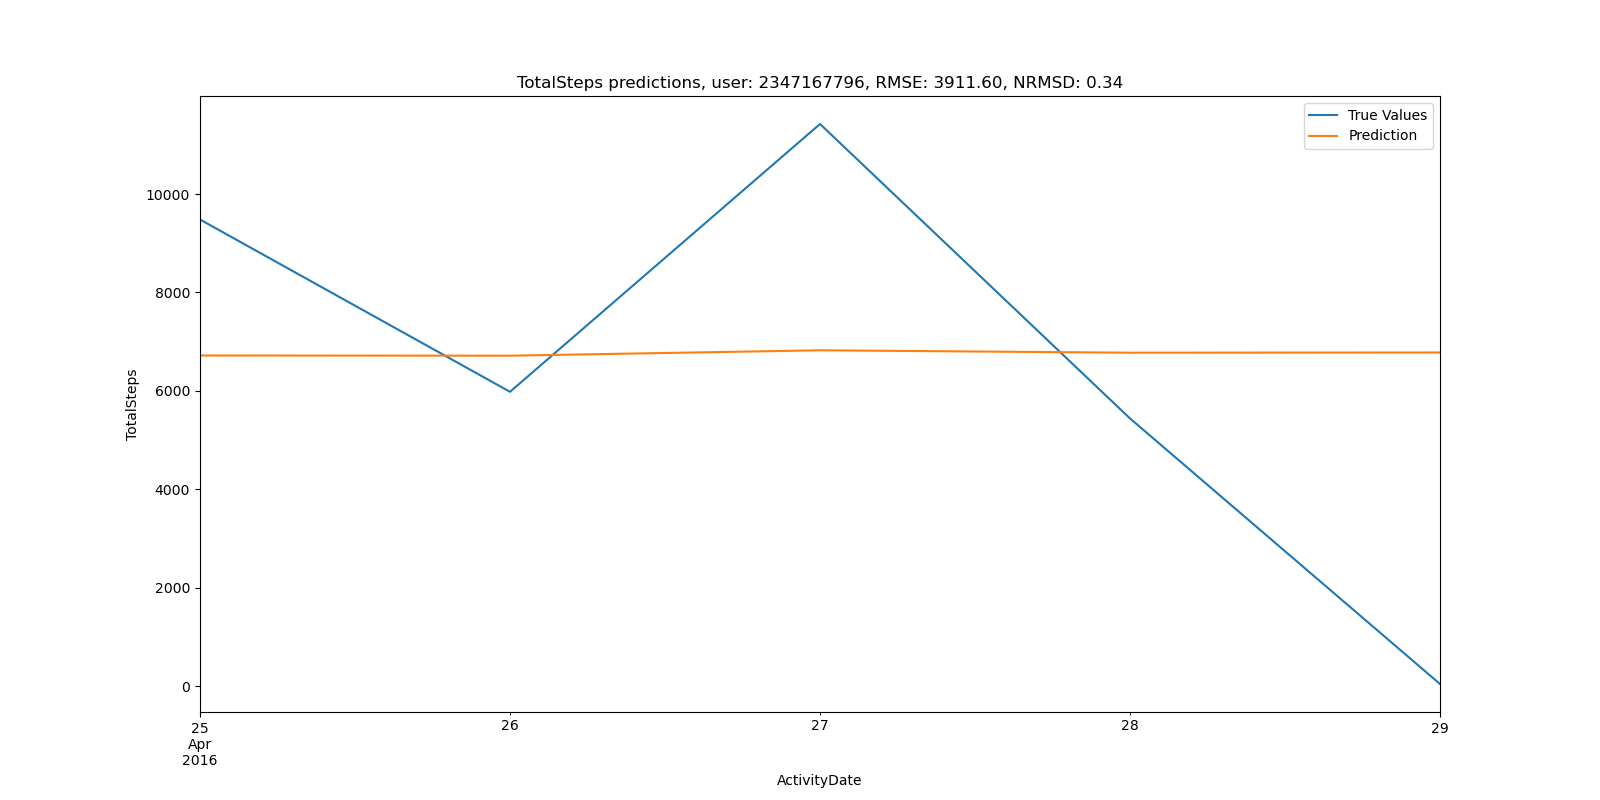 TotalSteps predictions, user: 2347167796, RMSE: 3911.60, NRMSD: 0.34
True Values
Prediction
10000
8000
6000
4000
2000
0
TotalSteps
25
26
27
28
29
Apr
2016
ActivityDate